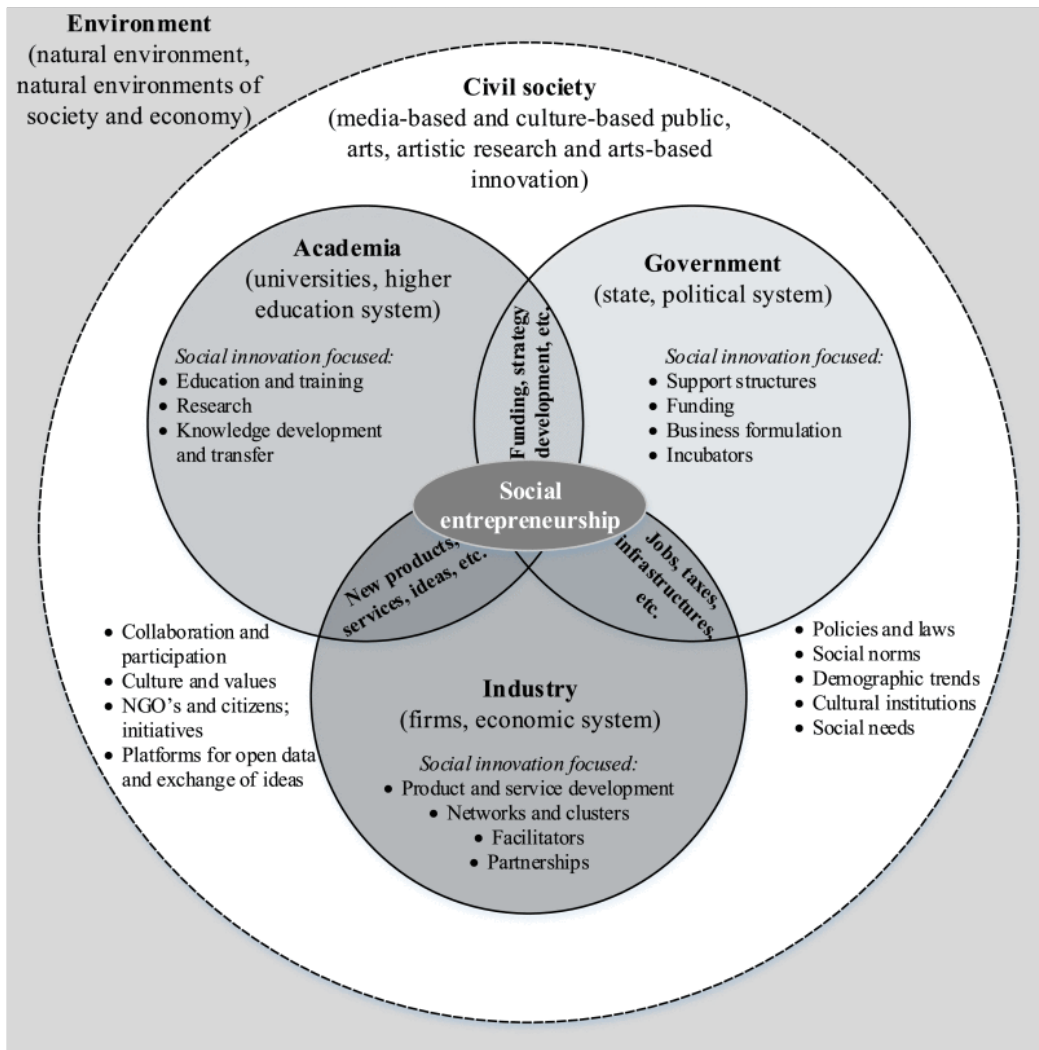 Environment
(natural environment,
natural environments of
society and economy)
Civil society
(media-based and culture-based public,
arts, artistic research and arts-based
innovation)
Academia
(universities, higher
education system)
Social innovation focused:
• Education and training
• Research
• Knowledge development
and transfer
Government
(state, political system)
Social innovation focused:
• Support structures
• Funding
• Business formulation
• Incubators
Funding, strategy
development, etc.
Social
entrepreneurship
New products,
services, ideas, etc.
Jobs, taxes,
infrastructures,
etc.
• Collaboration and
participation
• Culture and values
• NGO’s and citizens;
initiatives
• Platforms for open data
and exchange of ideas
• Policies and laws
• Social norms
• Demographic trends
• Cultural institutions
• Social needs
Industry
(firms, economic system)
Social innovation focused:
• Product and service development
• Networks and clusters
• Facilitators
• Partnerships